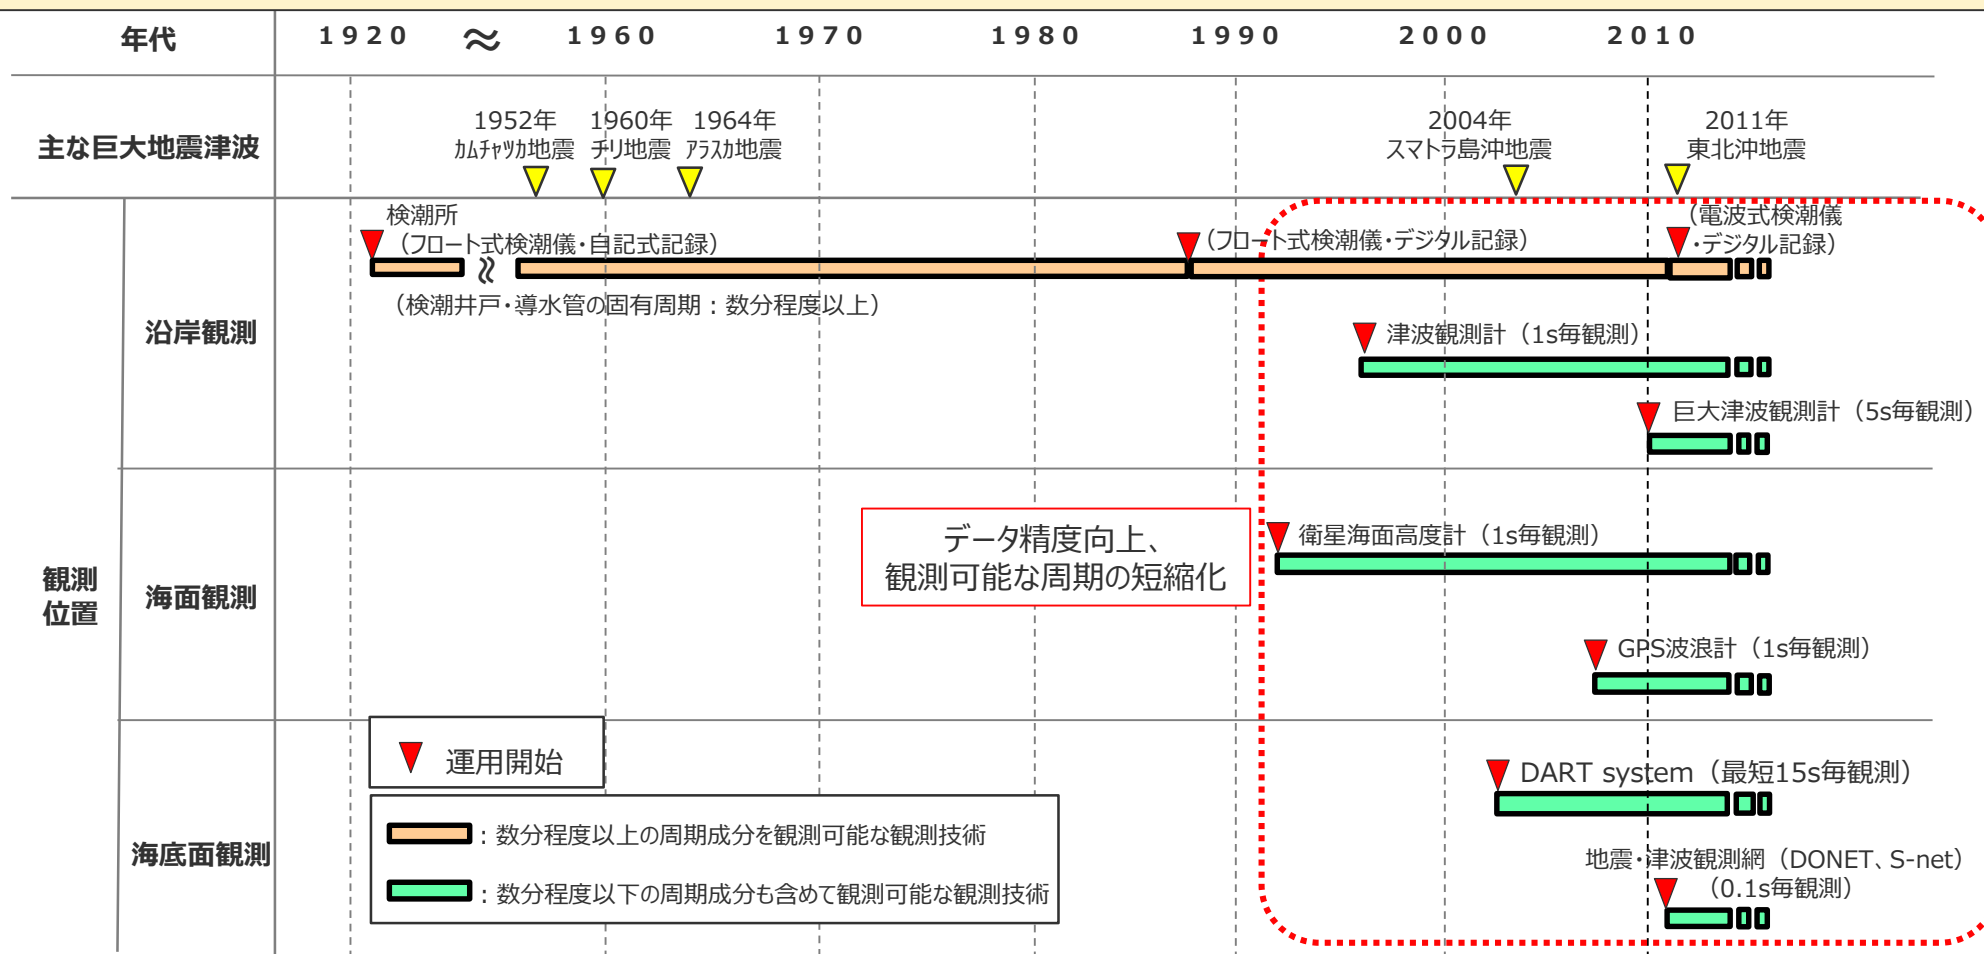 年代
1920
≈
1960
1970
1980
1990
2000
2010
主な巨大地震津波
1952年
カムチャツカ地震
1960年
チリ地震
1964年
アラスカ地震
2004年
スマトラ島沖地震
2011年
東北沖地震
観測
位置
沿岸観測
検潮所
（フロート式検潮儀・自記式記録）
（フロート式検潮儀・デジタル記録）
（電波式検潮儀
・デジタル記録）
（検潮井戸・導水管の固有周期：数分程度以上）
津波観測計（1s毎観測）
巨大津波観測計（5s毎観測）
海面観測
データ精度向上、
観測可能な周期の短縮化
衛星海面高度計（1s毎観測）
GPS波浪計（1s毎観測）
海底面観測
DART system（最短15s毎観測）
地震・津波観測網（DONET、S-net）
（0.1s毎観測）
運用開始
：数分程度以上の周期成分を観測可能な観測技術
：数分程度以下の周期成分も含めて観測可能な観測技術